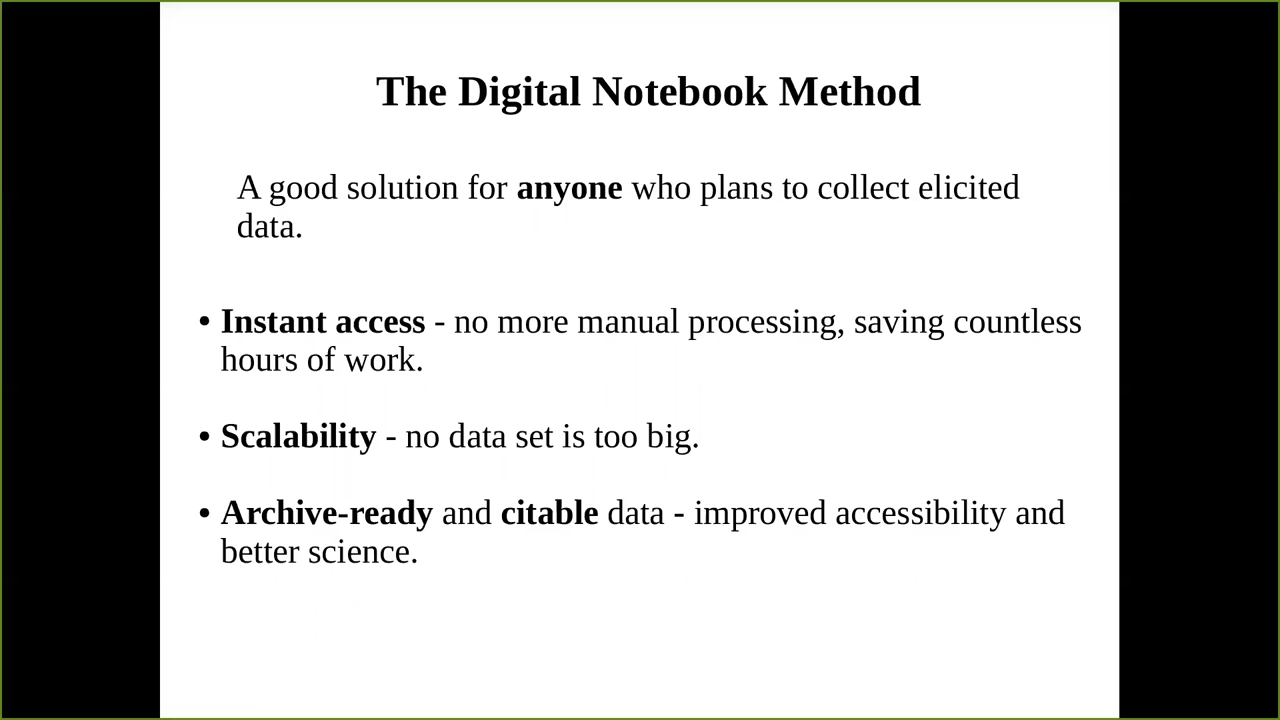 The Digital Notebook Method
A good solution for anyone who plans to collect elicited
data.
• Instant access - no more manual processing, saving countless
hours of work.
• Scalability - no data set is too big.
• Archive-ready and citable data - improved accessibility and
better science.